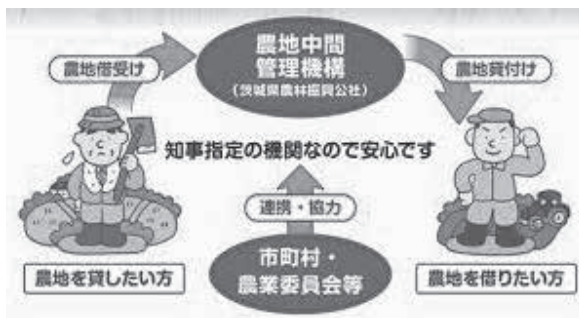 農地中間
管理機構
(茨城県農林振興公社)
農地借受け
農地貸付け
知事指定の機関なので安心です
連携・協力
市町村・
農業委員会等
農地を貸したい方
農地を借りたい方